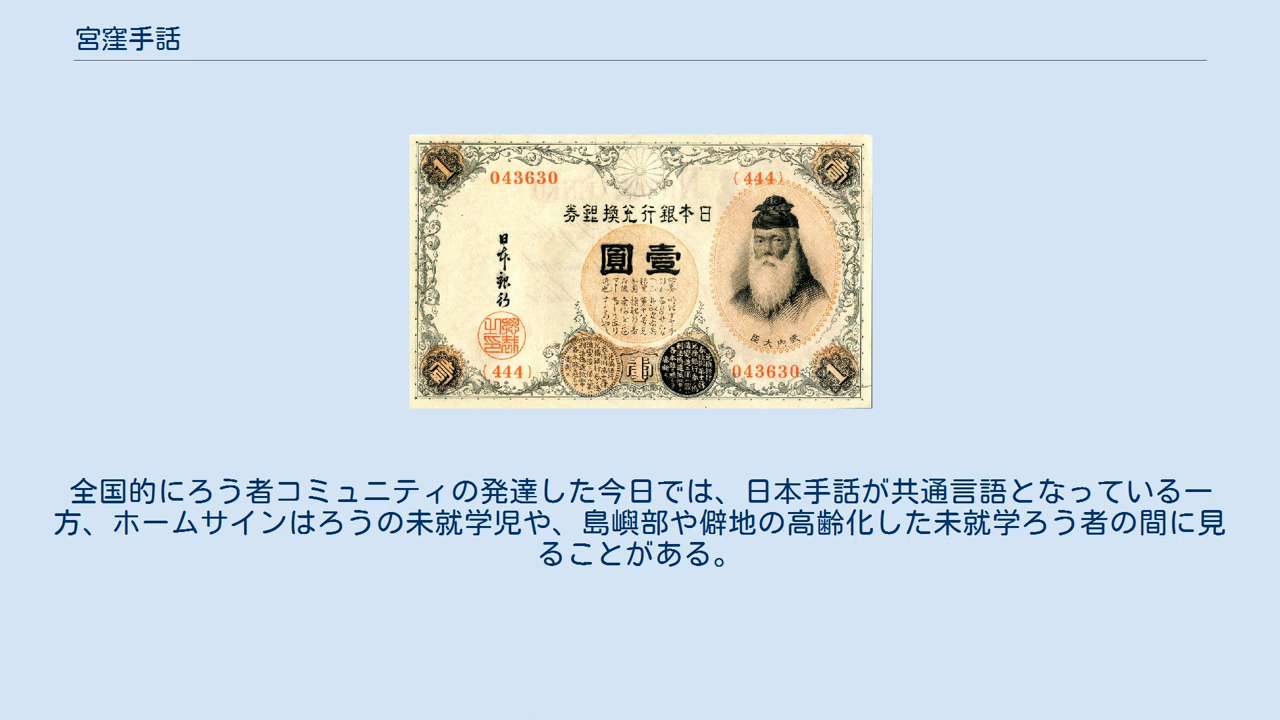 宮窪手話
043630
(444)
日本銀行兌換銀券
日本銀行
壹圓
武内大臣
(444)
043630
全国的にろう者コミュニティの発達した今日では、日本手話が共通言語となっている一
方、ホームサインはろうの未就学児や、島嶼部や僻地の高齢化した未就学ろう者の間に見
ることがある。